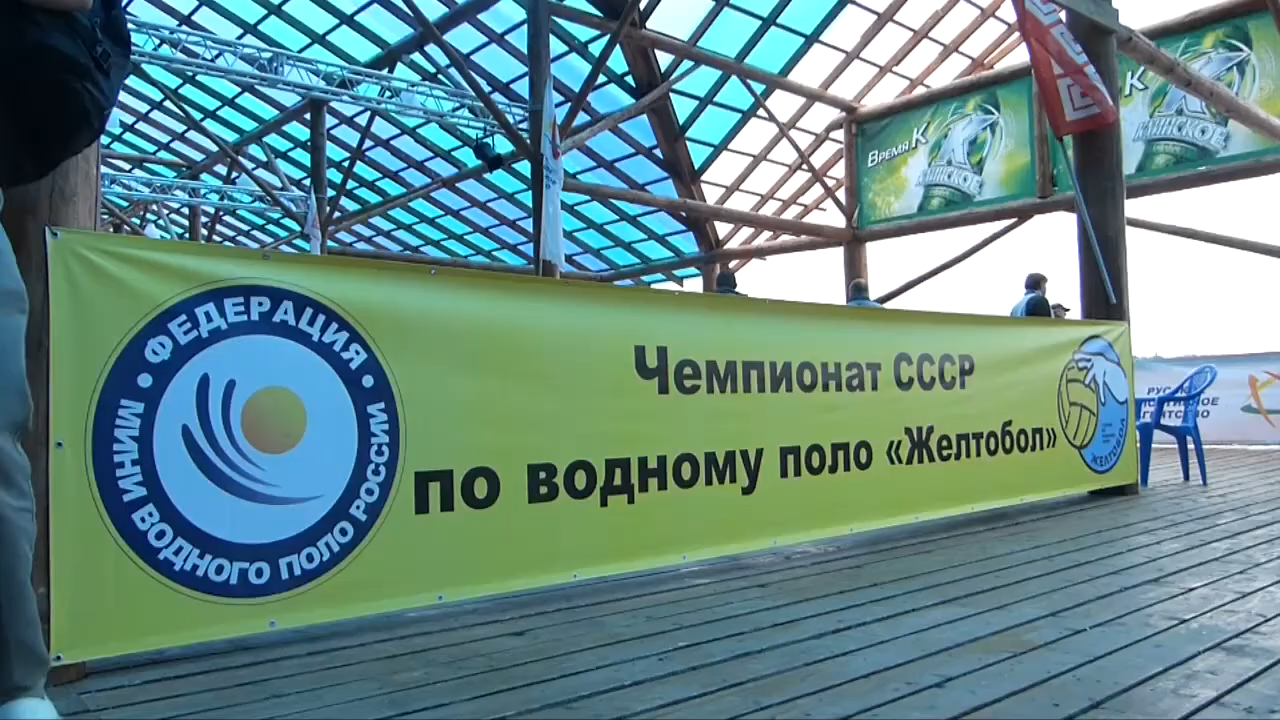 Время К
КЛИНСКОЕ
К
КЛИНСКОЕ
ФЕДЕРАЦИЯ
МИНИ ВОДНОГО ПОЛО РОССИИ
Чемпионат СССР
по водному поло «Желтобол»
ЖЕЛТОБОЛ